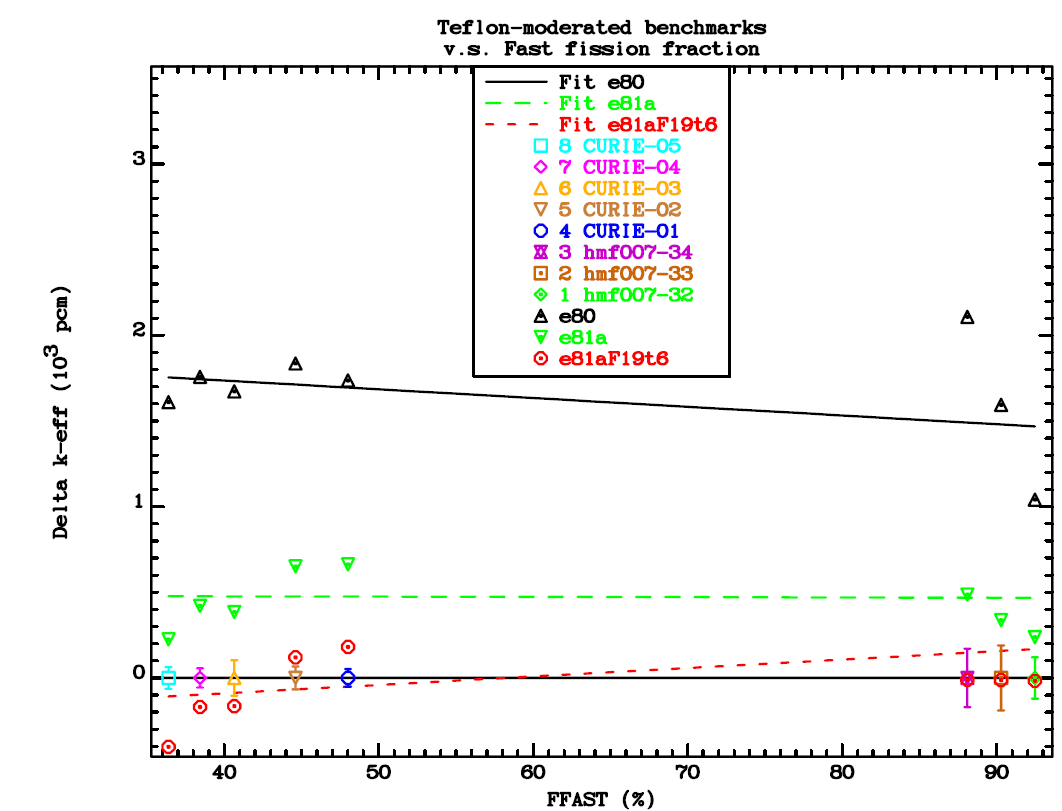 Teflon-moderated benchmarks
v.s. Fast fission fraction
Fit e80
Fit e81a
Fit e81aF19t6
8 CURIE-05
7 CURIE-04
6 CURIE-03
5 CURIE-02
4 CURIE-01
3 hmf007-34
2 hmf007-33
1 hmf007-32
e80
e81a
e81aF19t6
3
2
1
0
Delta k-eff (10³ pcm)
40 50 60 70 80 90
FFAST (%)